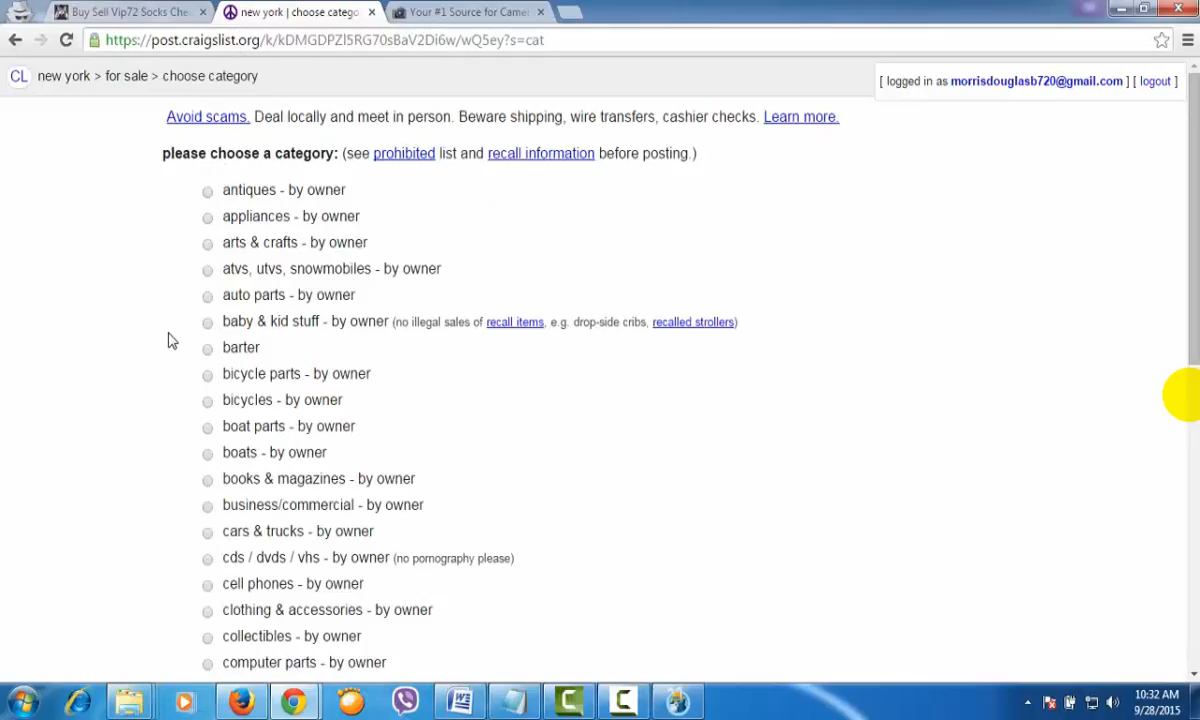 Buy Sell Vip72 Socks Che
new york | choose catego
Your #1 Source for Camer
https://post.craigslist.org/k/kDMGDPZl5RG70sBaV2Di6w/wQ5ey?s=cat
CL new york > for sale > choose category
[ logged in as morrisdouglasb720@gmail.com ] [ logout ]
Avoid scams. Deal locally and meet in person. Beware shipping, wire transfers, cashier checks. Learn more.
please choose a category: (see prohibited list and recall information before posting.)
antiques - by owner
appliances - by owner
arts & crafts - by owner
atvs, utvs, snowmobiles - by owner
auto parts - by owner
baby & kid stuff - by owner (no illegal sales of recall items, e.g. drop-side cribs, recalled strollers)
barter
bicycle parts - by owner
bicycles - by owner
boat parts - by owner
boats - by owner
books & magazines - by owner
business/commercial - by owner
cars & trucks - by owner
cds / dvds / vhs - by owner (no pornography please)
cell phones - by owner
clothing & accessories - by owner
collectibles - by owner
computer parts - by owner
10:32 AM
9/28/2015